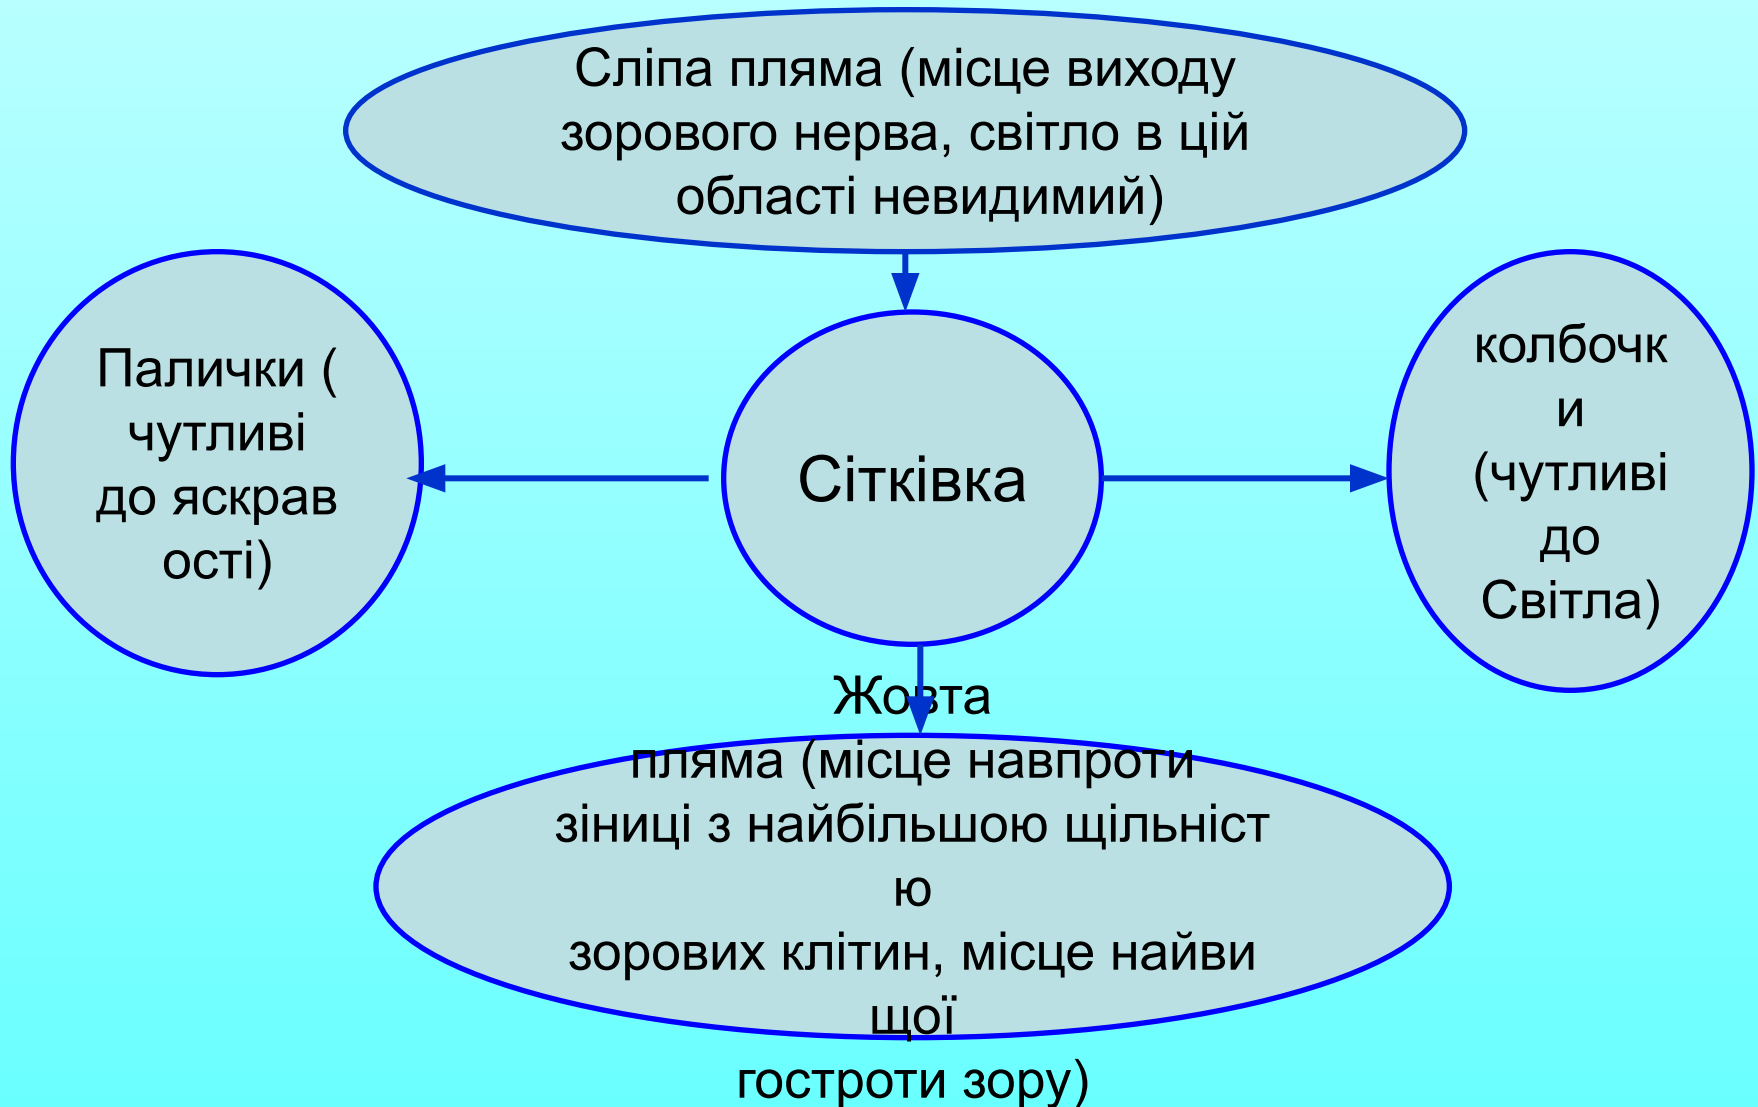 Сліпа пляма (місце виходу
зорового нерва, світло в цій
області невидимий)
Палички (
чутливі
до яскрав
ості)
Сітківка
колбочк
и
(чутливі
до
Світла)
Жовта
пляма (місце навпроти
зіниці з найбільшою щільніст
ю
зорових клітин, місце найви
щої
гостроти зору)